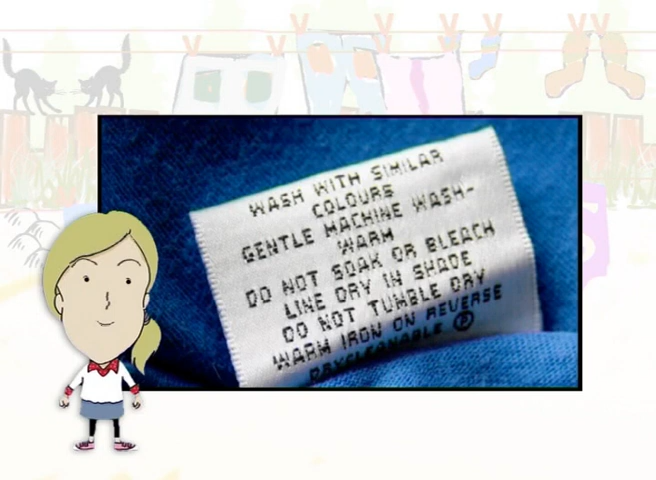 WASH WITH SIMILAR
COLOURS
GENTLE MACHINE WASH-
WARM
DO NOT SOAK OR BLEACH
LINE DRY IN SHADE
DO NOT TUMBLE DRY
WARM IRON ON REVERSE
DRYCLEANABLE Ⓟ